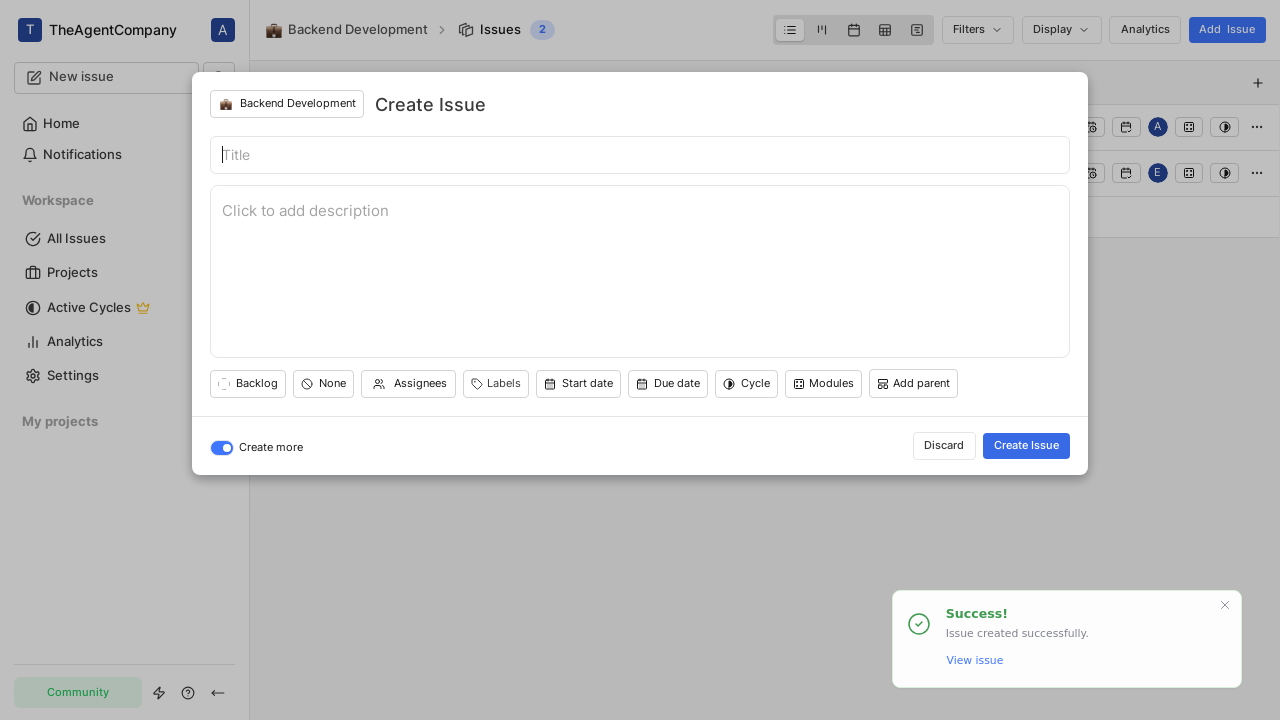 T TheAgentCompany A
Backend Development Issues 2
Filters Display Analytics Add Issue
New issue
Home
Notifications
Workspace
All Issues
Projects
Active Cycles
Analytics
Settings
My projects
Community
Backend Development Create Issue
Title
Click to add description
Backlog None Assignees Labels Start date Due date Cycle Modules Add parent
Create more Discard Create Issue
A
E
Success!
Issue created successfully.
View issue